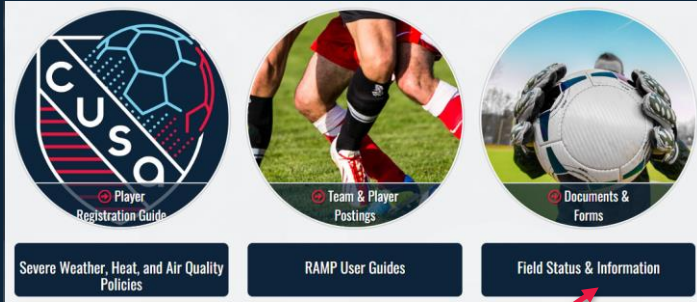 CUSA
Player
Registration Guide
Team & Player
Postings
Documents &
Forms
Severe Weather, Heat, and Air Quality
Policies
RAMP User Guides
Field Status & Information